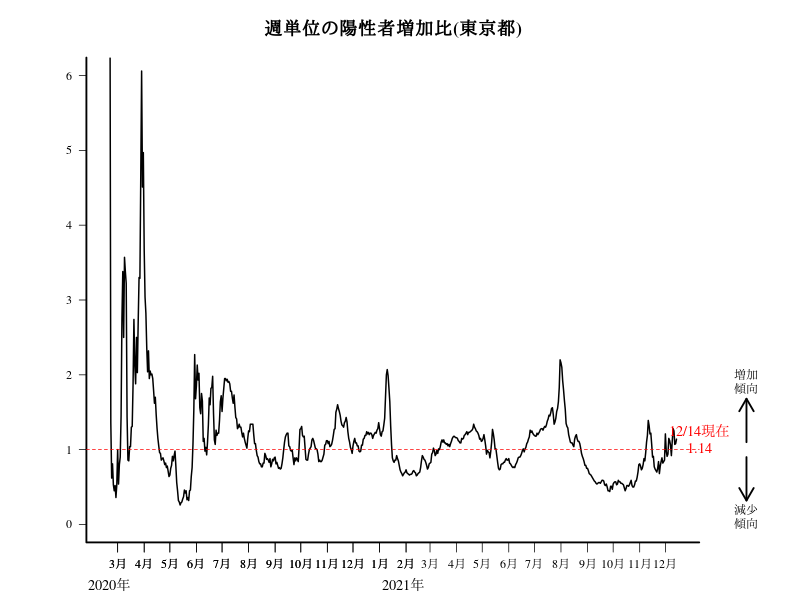 週単位の陽性者増加比(東京都)
6
5
4
3
2
1
0
増加
傾向
12/14現在
1.14
減少
傾向
3月 4月 5月 6月 7月 8月 9月 10月 11月 12月 1月 2月 3月 4月 5月 6月 7月 8月 9月 10月 11月 12月
2020年 2021年